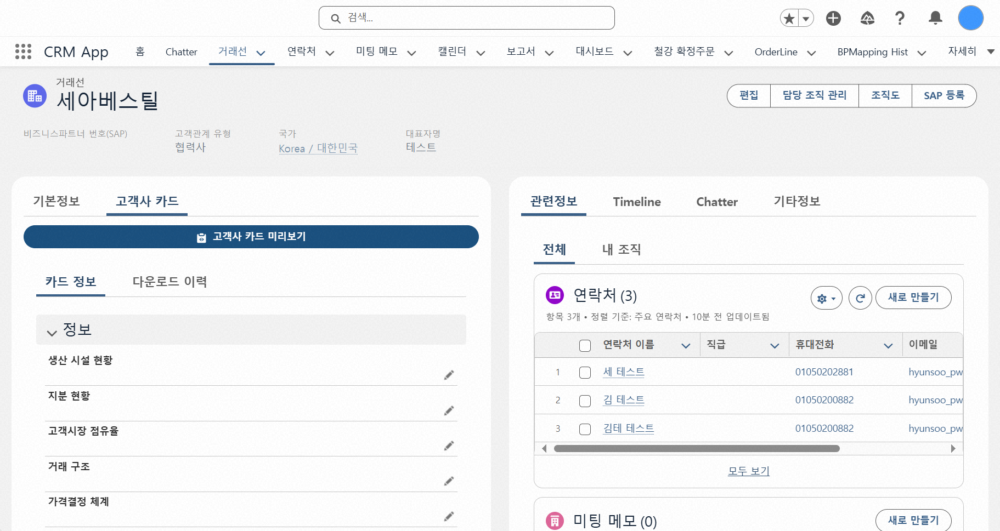 검색...
CRM App
홈
Chatter
거래선
연락처
미팅 메모
캘린더
보고서
대시보드
철강 확정주문
OrderLine
BPMapping Hist
자세히
거래선
세아베스틸
편집
담당 조직 관리
조직도
SAP 등록
비즈니스파트너 번호(SAP)
고객관계 유형
협력사
국가
Korea / 대한민국
대표자명
테스트
기본정보
고객사 카드
고객사 카드 미리보기
카드 정보
다운로드 이력
정보
생산 시설 현황
지분 현황
고객시장 점유율
거래 구조
가격결정 체계
관련정보
Timeline
Chatter
기타정보
전체
내 조직
연락처 (3)
새로 만들기
항목 3개 • 정렬 기준: 주요 연락처 • 10분 전 업데이트됨
연락처 이름 직급 휴대전화 이메일
1 세 테스트 01050202881 hyunsoo_pw
2 김 테스트 01050200882 hyunsoo_pw
3 김테 테스트 01050200882 hyunsoo_pw
모두 보기
미팅 메모 (0)
새로 만들기